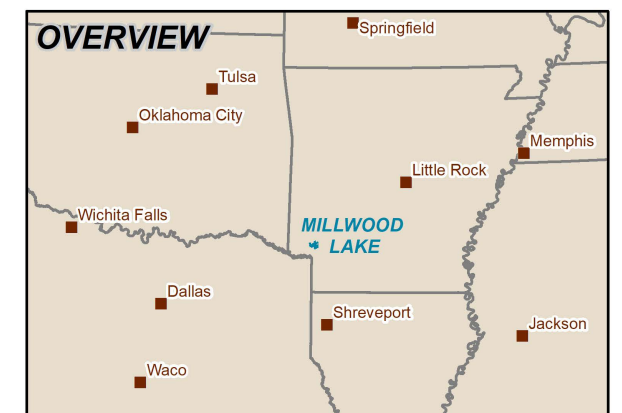 OVERVIEW
Springfield
Tulsa
Oklahoma City
Memphis
Little Rock
Wichita Falls
MILLWOOD
LAKE
Dallas
Shreveport
Jackson
Waco